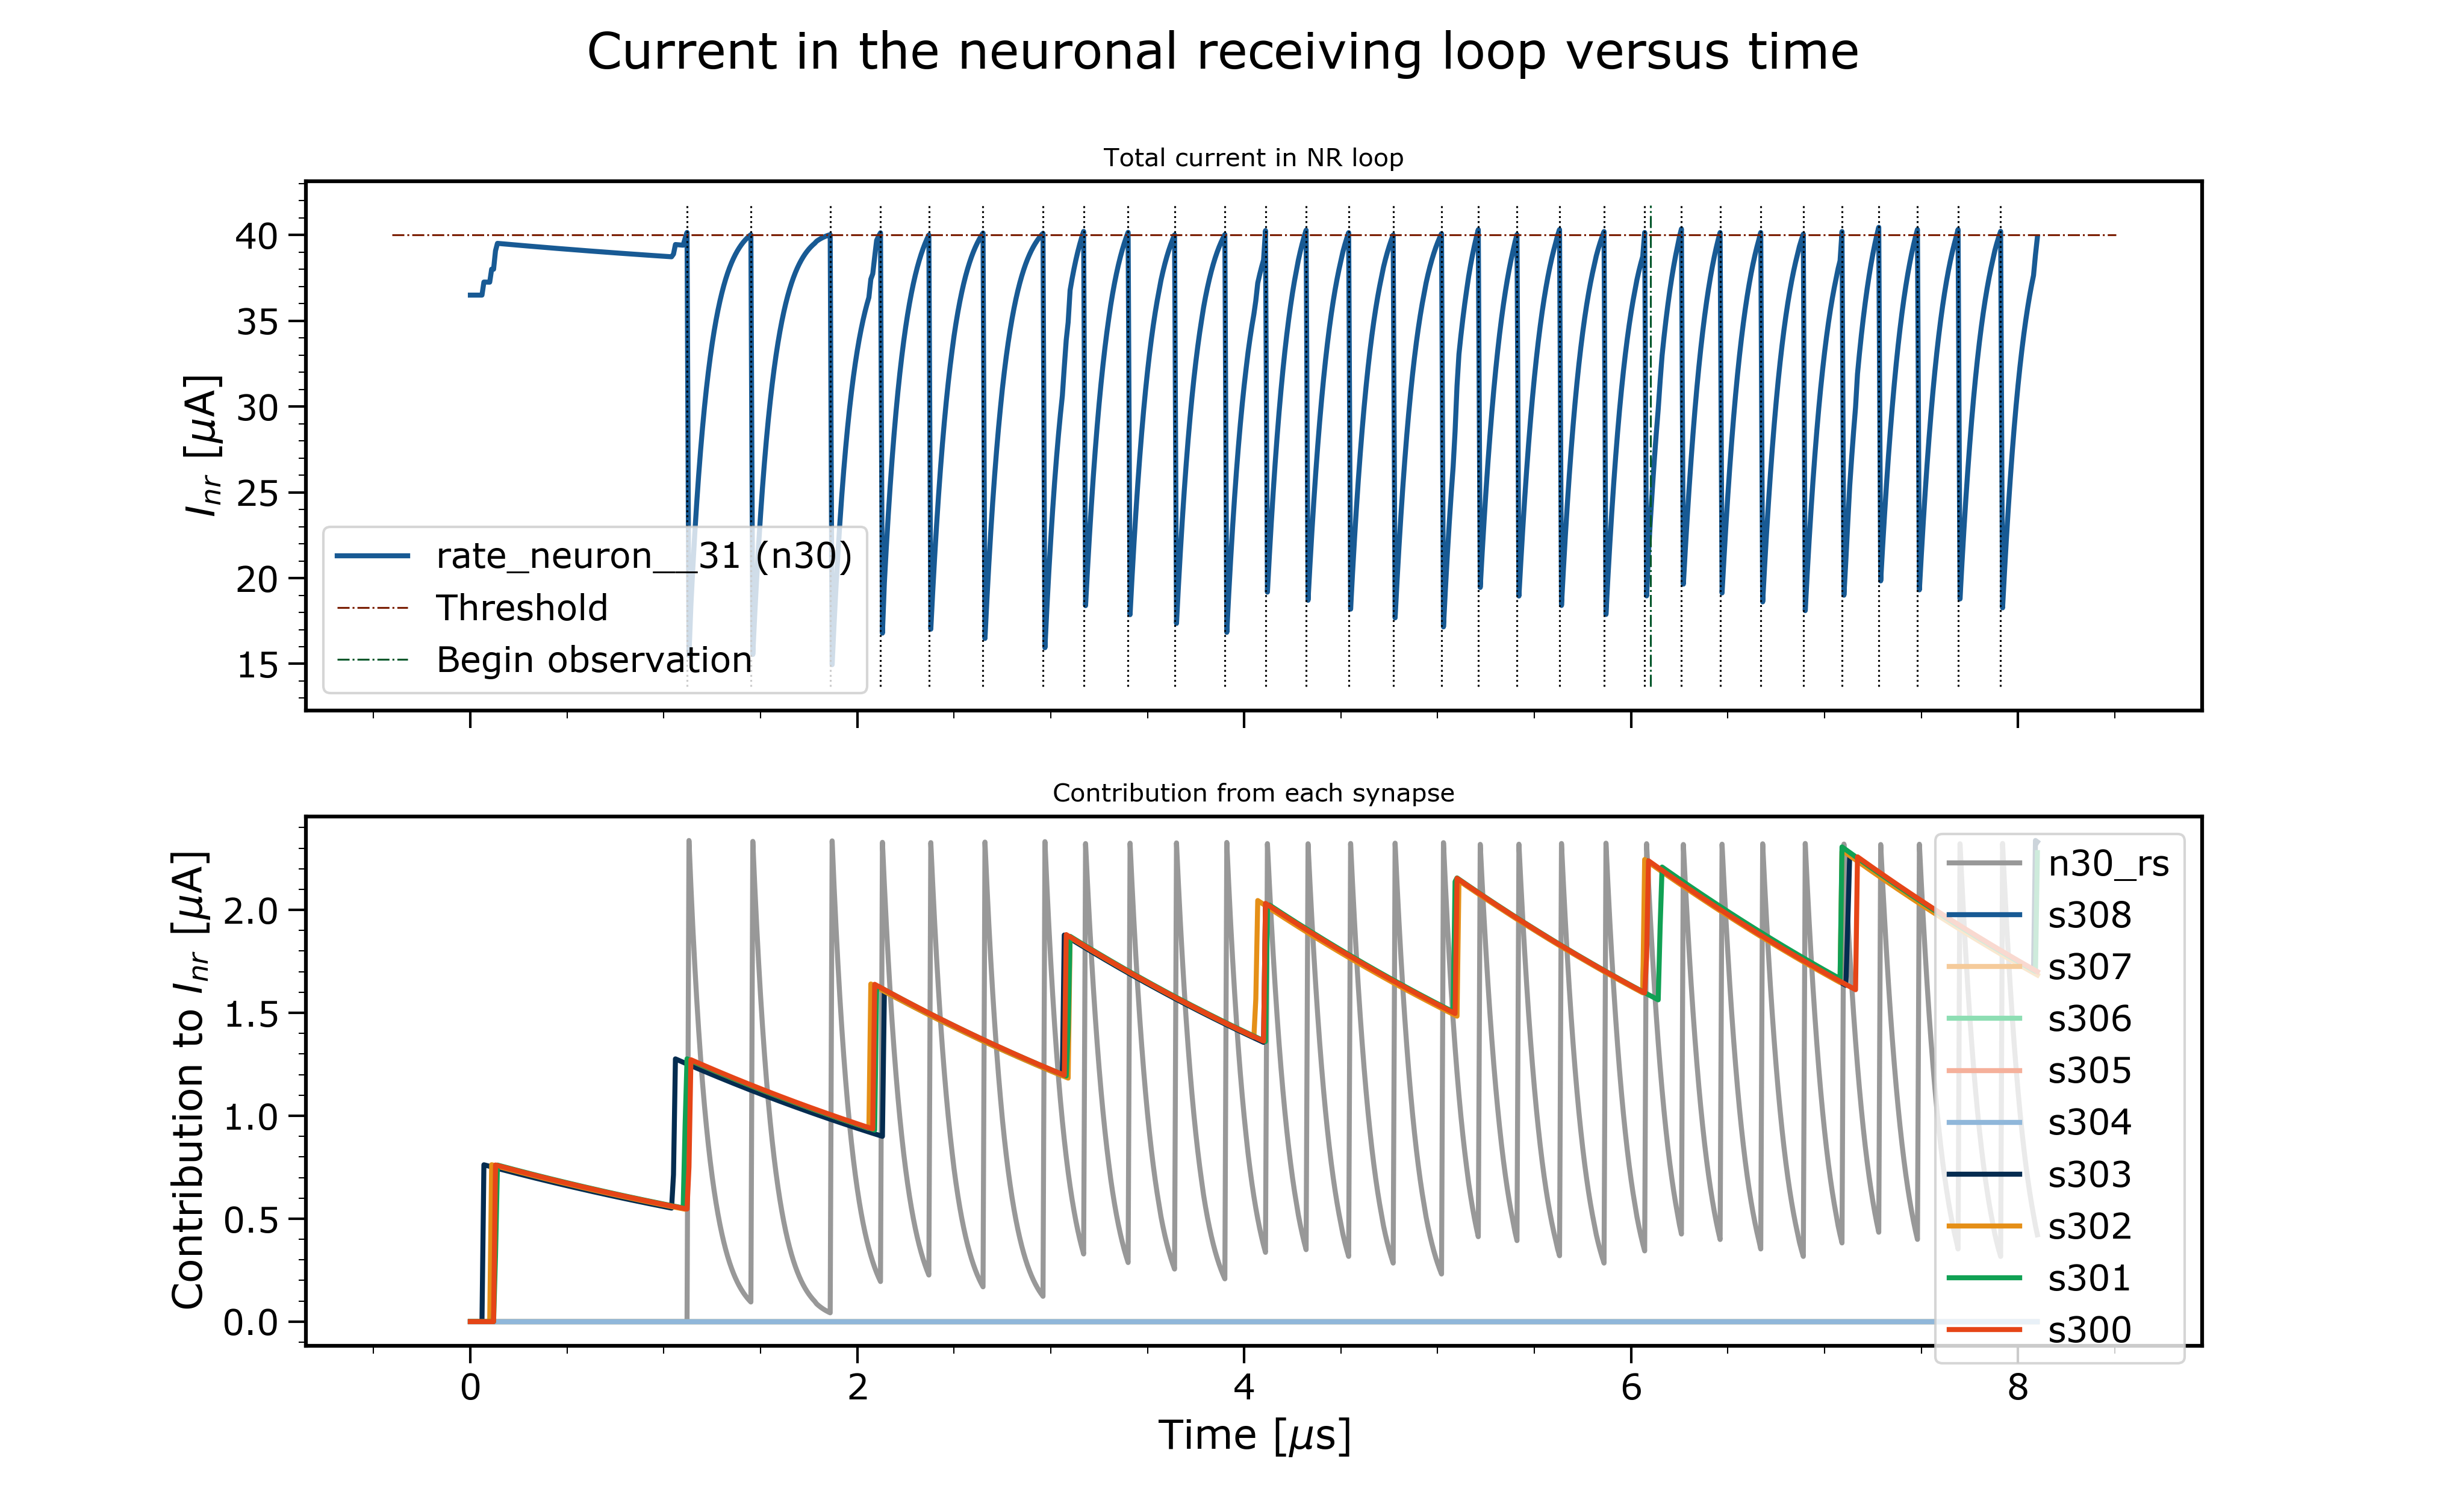 Current in the neuronal receiving loop versus time
Total current in NR loop
I_nr [μA]
40
35
30
25
20
15
rate_neuron__31 (n30)
Threshold
Begin observation
Contribution from each synapse
Contribution to I_nr [μA]
2.0
1.5
1.0
0.5
0.0
n30_rs
s308
s307
s306
s305
s304
s303
s302
s301
s300
0 2 4 6 8
Time [μs]